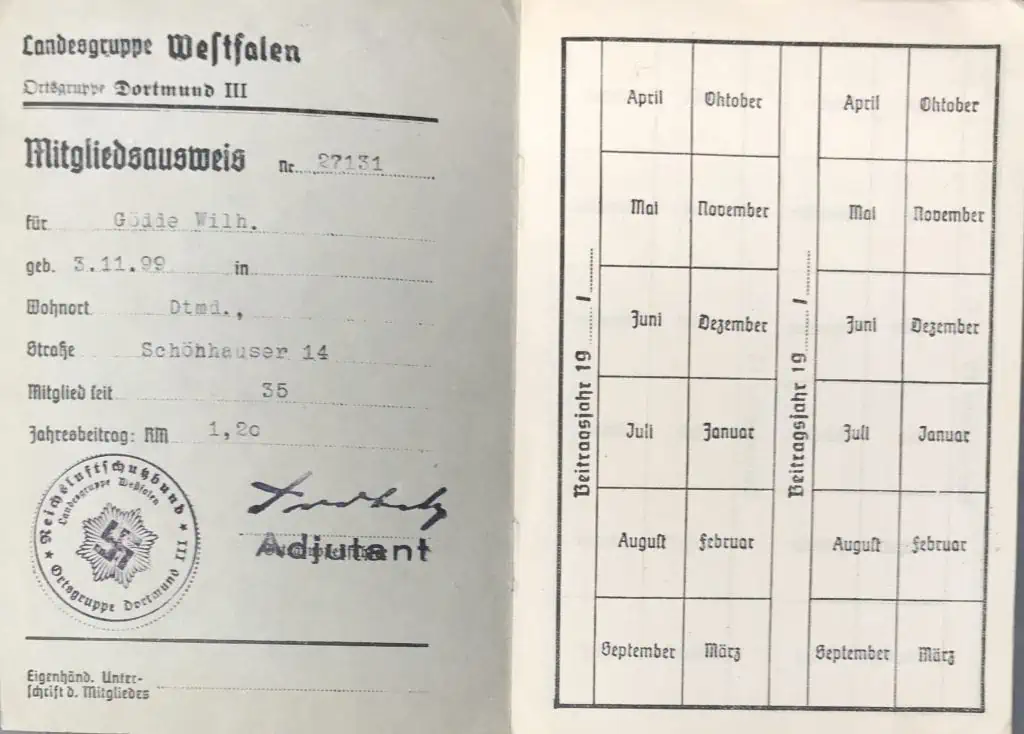 Landesgruppe Westfalen
Ortsgruppe Dortmund III
Mitgliedsausweis Nr. 27131
für Gödde Wilh.
geb. 3.11.99 in
Wohnort Dtmd.,
Straße Schönhauser 14
Mitglied seit 35
Jahresbeitrag: RM 1,20
★ Reichsluftschutzbund ★ III
Landesgruppe Westfalen
Ortsgruppe Dortmund
Adjutant
Eigenhänd. Unter-
schrift d. Mitgliedes
Beitragsjahr 19 /
April Oktober
Mai November
Juni Dezember
Juli Januar
August Februar
September März
Beitragsjahr 19 /
April Oktober
Mai November
Juni Dezember
Juli Januar
August Februar
September März